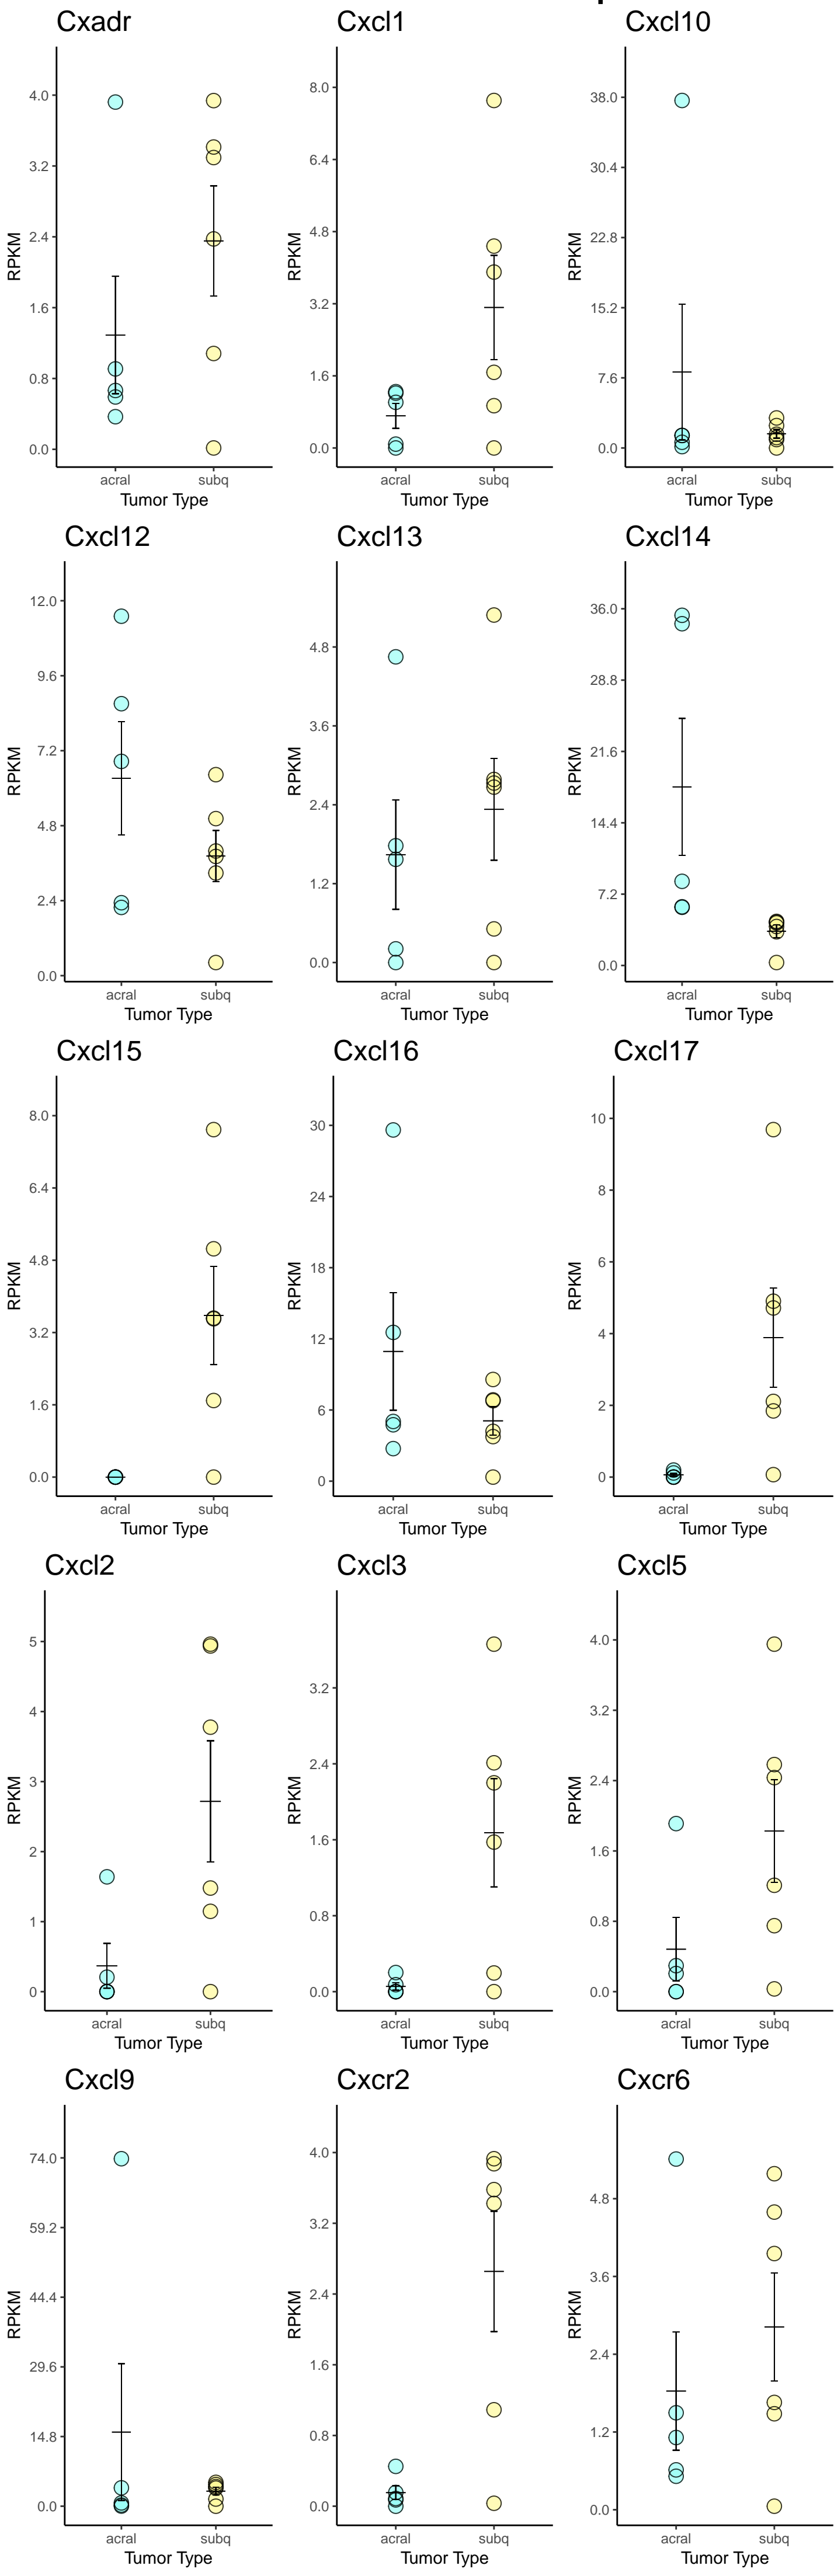 Cxadr
Cxcl1
Cxcl10
4.0
3.2
2.4
1.6
0.8
0.0
RPKM
acral subq
Tumor Type
8.0
6.4
4.8
3.2
1.6
0.0
RPKM
acral subq
Tumor Type
38.0
30.4
22.8
15.2
7.6
0.0
RPKM
acral subq
Tumor Type
Cxcl12
Cxcl13
Cxcl14
12.0
9.6
7.2
4.8
2.4
0.0
RPKM
acral subq
Tumor Type
4.8
3.6
2.4
1.2
0.0
RPKM
acral subq
Tumor Type
36.0
28.8
21.6
14.4
7.2
0.0
RPKM
acral subq
Tumor Type
Cxcl15
Cxcl16
Cxcl17
8.0
6.4
4.8
3.2
1.6
0.0
RPKM
acral subq
Tumor Type
30
24
18
12
6
0
RPKM
acral subq
Tumor Type
10
8
6
4
2
0
RPKM
acral subq
Tumor Type
Cxcl2
Cxcl3
Cxcl5
5
4
3
2
1
0
RPKM
acral subq
Tumor Type
3.2
2.4
1.6
0.8
0.0
RPKM
acral subq
Tumor Type
4.0
3.2
2.4
1.6
0.8
0.0
RPKM
acral subq
Tumor Type
Cxcl9
Cxcr2
Cxcr6
74.0
59.2
44.4
29.6
14.8
0.0
RPKM
acral subq
Tumor Type
4.0
3.2
2.4
1.6
0.8
0.0
RPKM
acral subq
Tumor Type
4.8
3.6
2.4
1.2
0.0
RPKM
acral subq
Tumor Type